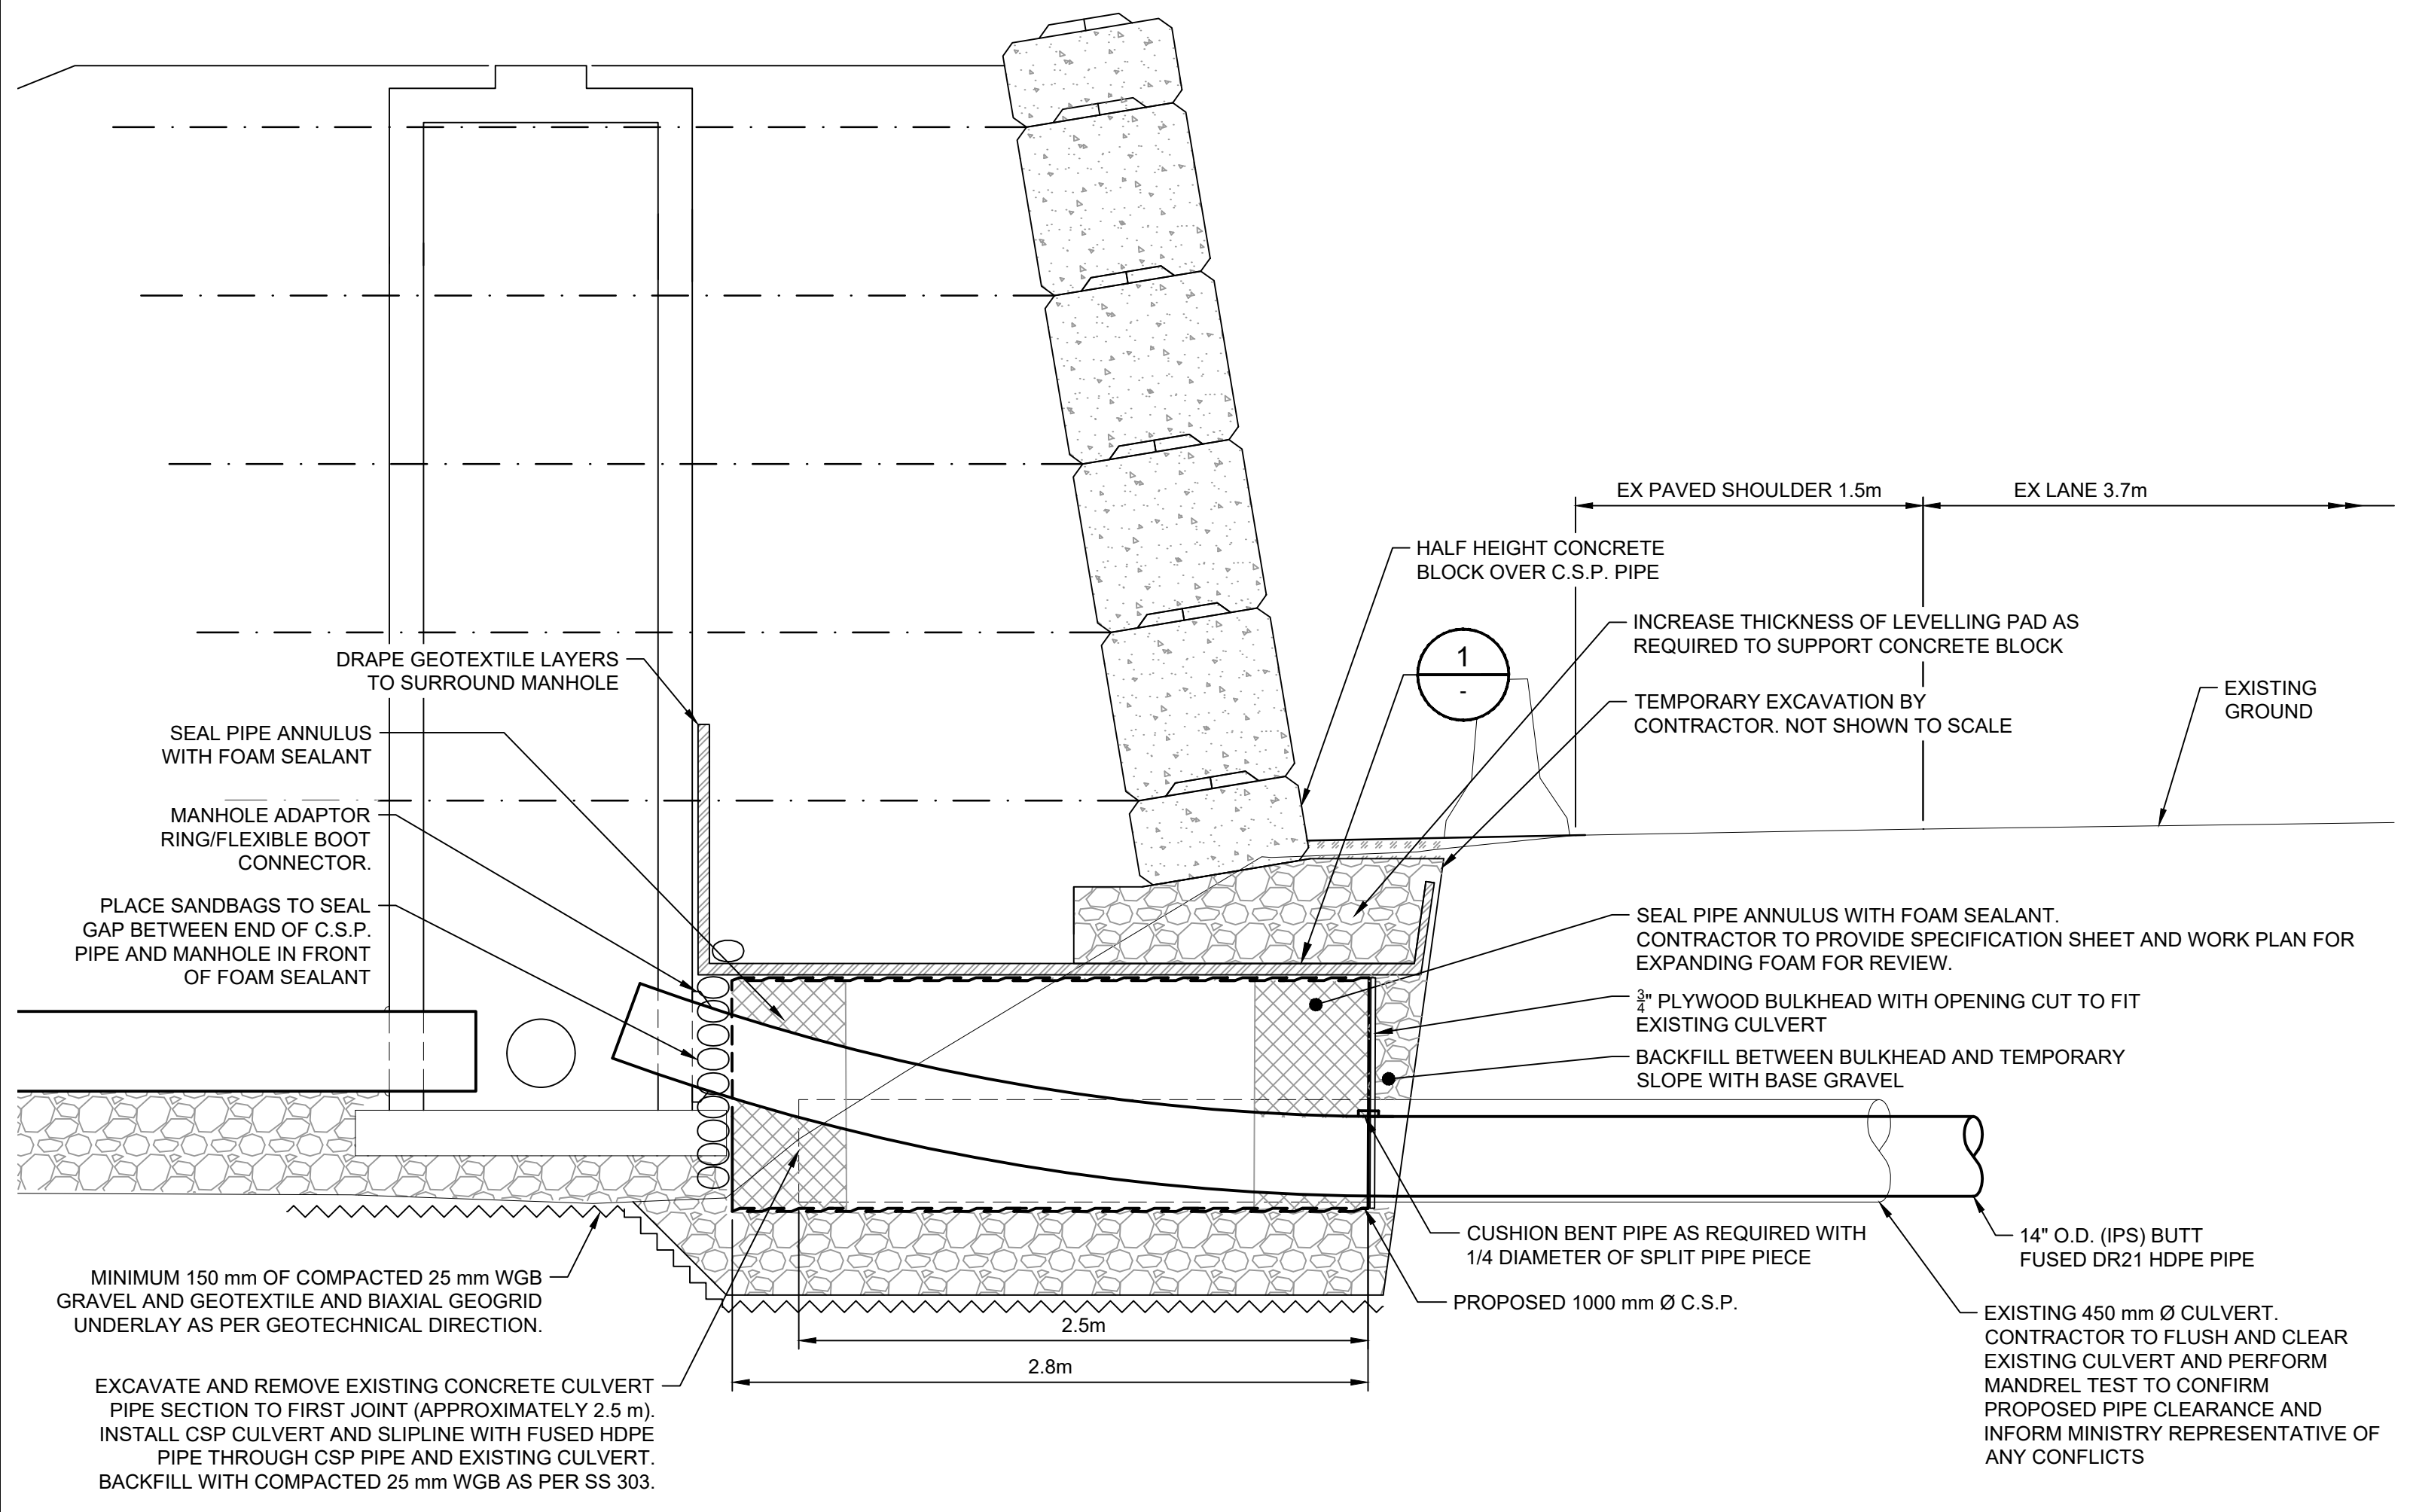 EX PAVED SHOULDER 1.5m
EX LANE 3.7m
HALF HEIGHT CONCRETE
BLOCK OVER C.S.P. PIPE
INCREASE THICKNESS OF LEVELLING PAD AS
REQUIRED TO SUPPORT CONCRETE BLOCK
1
-
TEMPORARY EXCAVATION BY
CONTRACTOR. NOT SHOWN TO SCALE
EXISTING
GROUND
DRAPE GEOTEXTILE LAYERS
TO SURROUND MANHOLE
SEAL PIPE ANNULUS
WITH FOAM SEALANT
MANHOLE ADAPTOR
RING/FLEXIBLE BOOT
CONNECTOR.
PLACE SANDBAGS TO SEAL
GAP BETWEEN END OF C.S.P.
PIPE AND MANHOLE IN FRONT
OF FOAM SEALANT
SEAL PIPE ANNULUS WITH FOAM SEALANT.
CONTRACTOR TO PROVIDE SPECIFICATION SHEET AND WORK PLAN FOR
EXPANDING FOAM FOR REVIEW.
3/4" PLYWOOD BULKHEAD WITH OPENING CUT TO FIT
EXISTING CULVERT
BACKFILL BETWEEN BULKHEAD AND TEMPORARY
SLOPE WITH BASE GRAVEL
CUSHION BENT PIPE AS REQUIRED WITH
1/4 DIAMETER OF SPLIT PIPE PIECE
14" O.D. (IPS) BUTT
FUSED DR21 HDPE PIPE
PROPOSED 1000 mm Ø C.S.P.
EXISTING 450 mm Ø CULVERT.
CONTRACTOR TO FLUSH AND CLEAR
EXISTING CULVERT AND PERFORM
MANDREL TEST TO CONFIRM
PROPOSED PIPE CLEARANCE AND
INFORM MINISTRY REPRESENTATIVE OF
ANY CONFLICTS
MINIMUM 150 mm OF COMPACTED 25 mm WGB
GRAVEL AND GEOTEXTILE AND BIAXIAL GEOGRID
UNDERLAY AS PER GEOTECHNICAL DIRECTION.
2.5m
2.8m
EXCAVATE AND REMOVE EXISTING CONCRETE CULVERT
PIPE SECTION TO FIRST JOINT (APPROXIMATELY 2.5 m).
INSTALL CSP CULVERT AND SLIPLINE WITH FUSED HDPE
PIPE THROUGH CSP PIPE AND EXISTING CULVERT.
BACKFILL WITH COMPACTED 25 mm WGB AS PER SS 303.